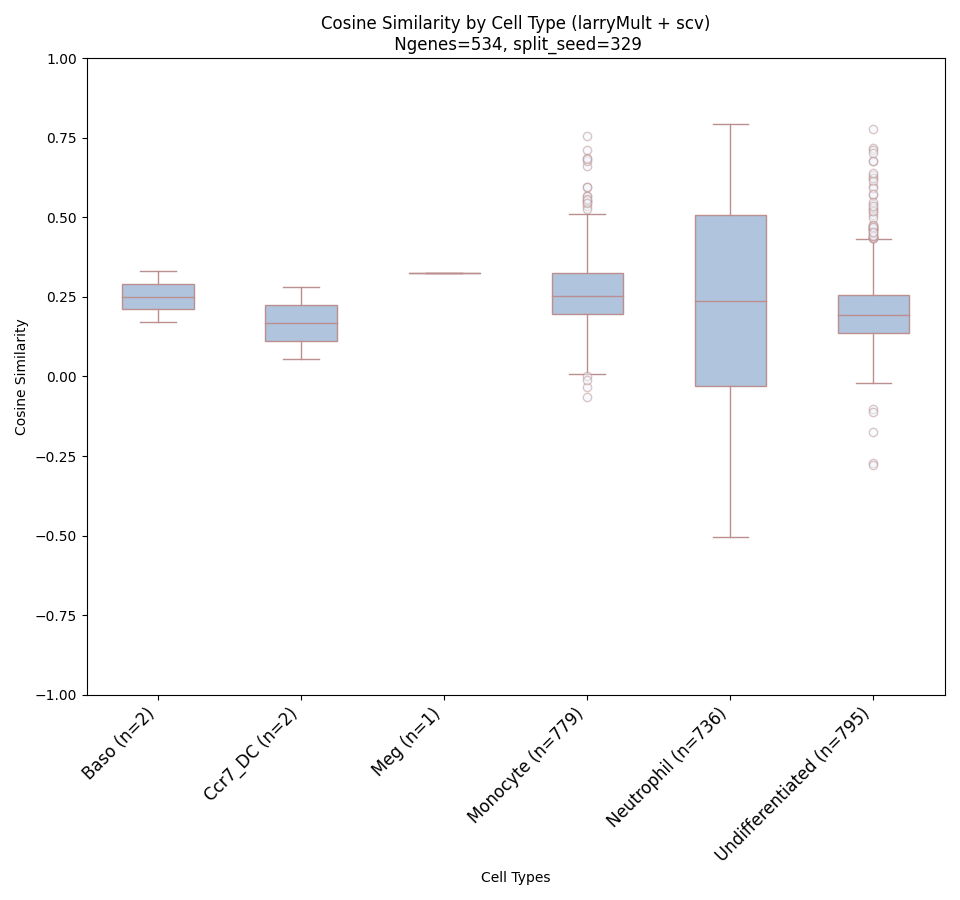 Cosine Similarity by Cell Type (larryMult + scv)
Ngenes=534, split_seed=329
1.00
0.75
0.50
0.25
0.00
−0.25
−0.50
−0.75
−1.00
Cosine Similarity
Baso (n=2)
Ccr7_DC (n=2)
Meg (n=1)
Monocyte (n=779)
Neutrophil (n=736)
Undifferentiated (n=795)
Cell Types